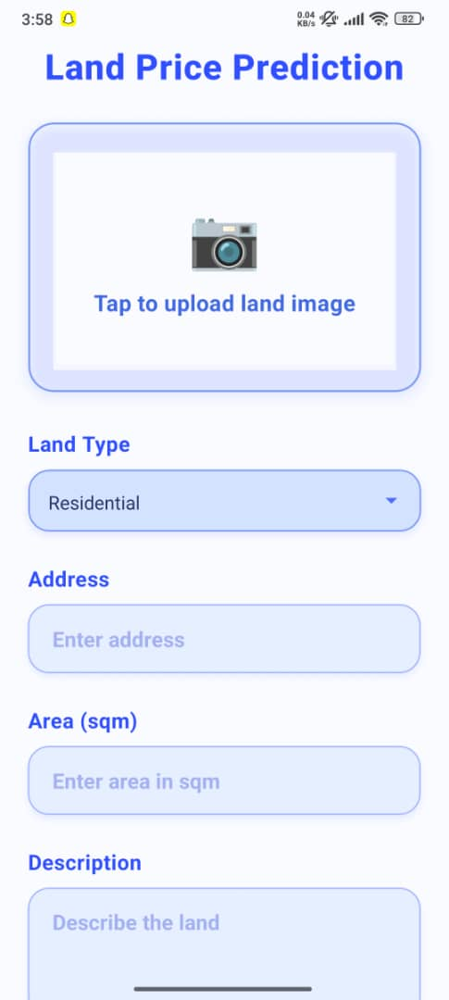 3:58
0.04
KB/s
82
Land Price Prediction
Tap to upload land image
Land Type
Residential
Address
Enter address
Area (sqm)
Enter area in sqm
Description
Describe the land